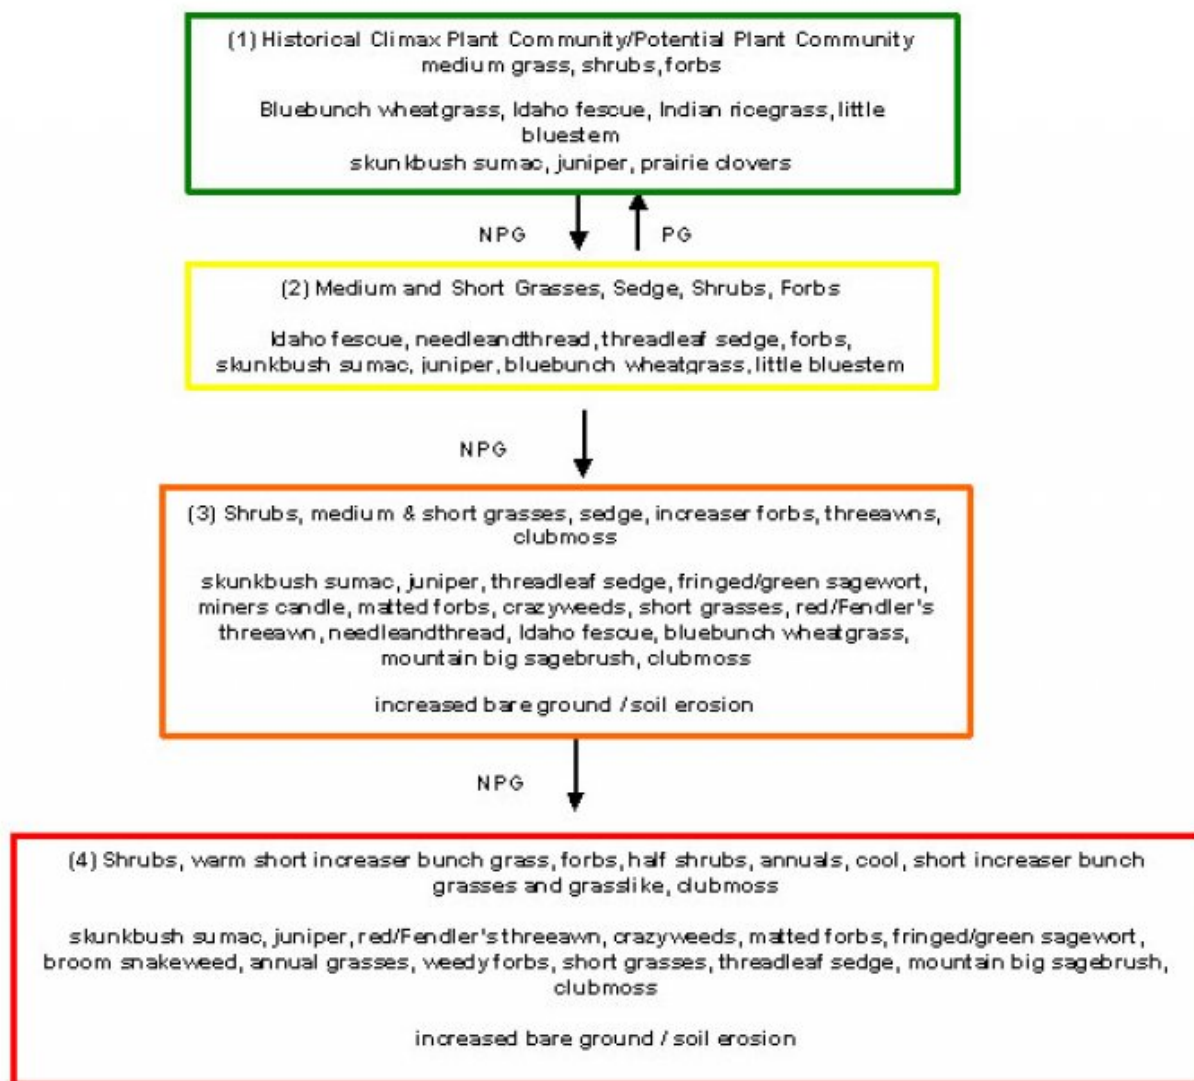 (1) Historical Climax Plant Community/Potential Plant Community
medium grass, shrubs, forbs
Bluebunch wheatgrass, Idaho fescue, Indian ricegrass, little
bluestem
skunkbush sumac, juniper, prairie clovers
NPG PG
(2) Medium and Short Grasses, Sedge, Shrubs, Forbs
Idaho fescue, needleandthread, threadleaf sedge, forbs,
skunkbush sumac, juniper, bluebunch wheatgrass, little bluestem
NPG
(3) Shrubs, medium & short grasses, sedge, increaser forbs, threeawns,
clubmoss
skunkbush sumac, juniper, threadleaf sedge, fringed/green sagewort,
miners candle, matted forbs, crazyweeds, short grasses, red/Fendler's
threeawn, needleandthread, Idaho fescue, bluebunch wheatgrass,
mountain big sagebrush, clubmoss
increased bare ground / soil erosion
NPG
(4) Shrubs, warm short increaser bunch grass, forbs, half shrubs, annuals, cool, short increaser bunch
grasses and grasslike, clubmoss
skunkbush sumac, juniper, red/Fendler's threeawn, crazyweeds, matted forbs, fringed/green sagewort,
broom snakeweed, annual grasses, weedy forbs, short grasses, threadleaf sedge, mountain big sagebrush,
clubmoss
increased bare ground / soil erosion